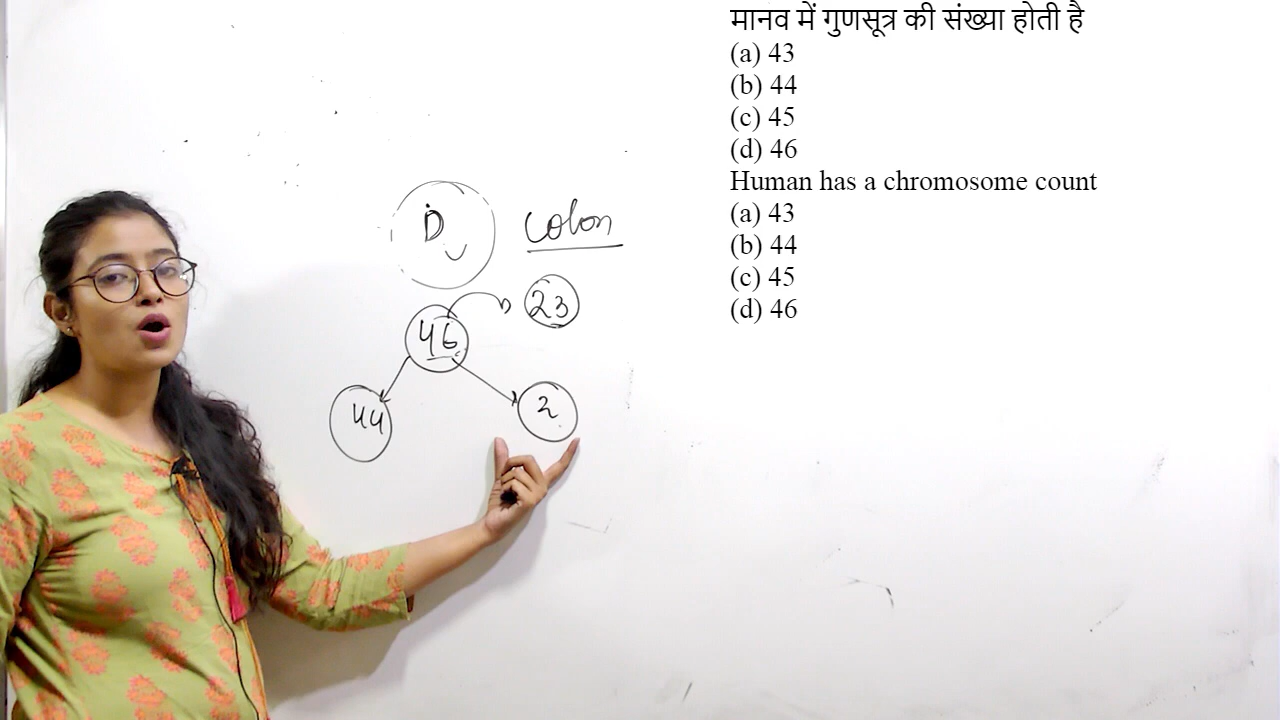 मानव में गुणसूत्र की संख्या होती है
(a) 43
(b) 44
(c) 45
(d) 46
Human has a chromosome count
(a) 43
(b) 44
(c) 45
(d) 46
D
Colon
23
46
44
2